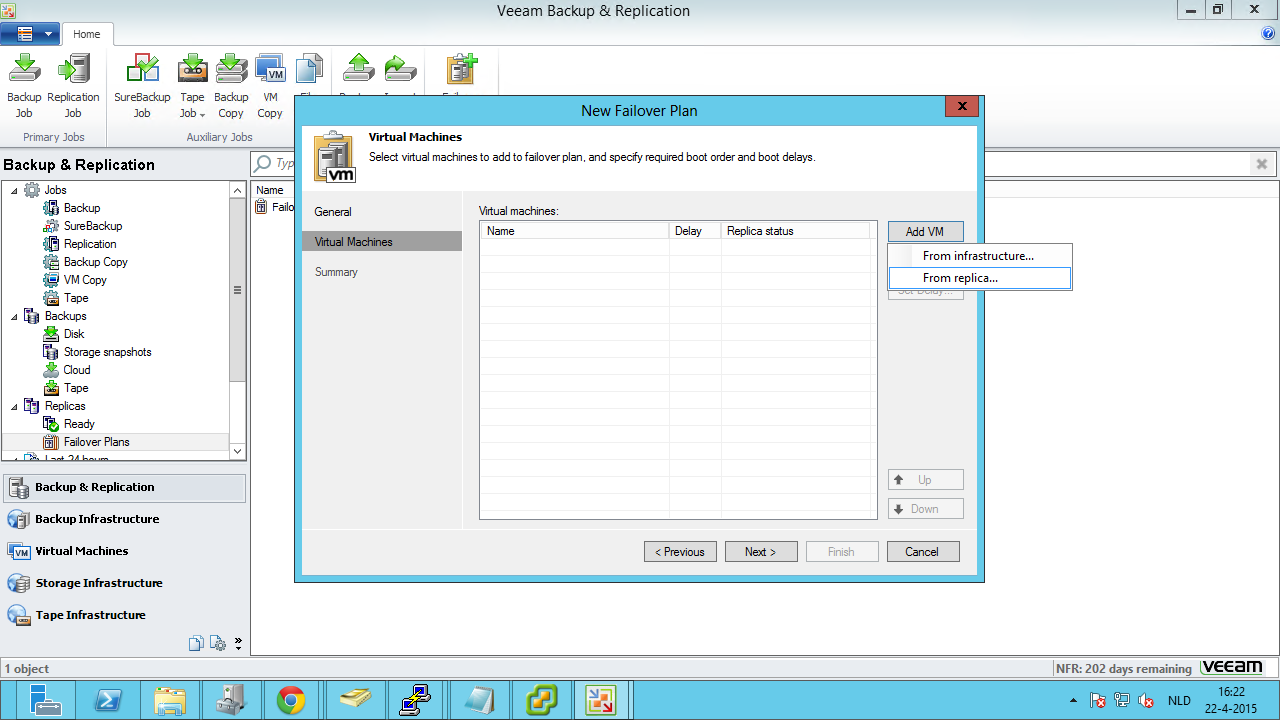 Veeam Backup & Replication
Home
Backup Job
Replication Job
SureBackup Job
Tape Job
Backup Copy
VM Copy
Primary Jobs
Auxiliary Jobs
New Failover Plan
Virtual Machines
Select virtual machines to add to failover plan, and specify required boot order and boot delays.
vm
General
Virtual Machines
Summary
Virtual machines:
Name Delay Replica status
Add VM
From infrastructure...
From replica...
Set Delay...
Up
Down
< Previous
Next >
Finish
Cancel
Backup & Replication
Jobs
Backup
SureBackup
Replication
Backup Copy
VM Copy
Tape
Backups
Disk
Storage snapshots
Cloud
Tape
Replicas
Ready
Failover Plans
Last 24 hours
Name
Failo
Backup & Replication
Backup Infrastructure
Virtual Machines
Storage Infrastructure
Tape Infrastructure
1 object
NFR: 202 days remaining
veeam
NLD
16:22
22-4-2015